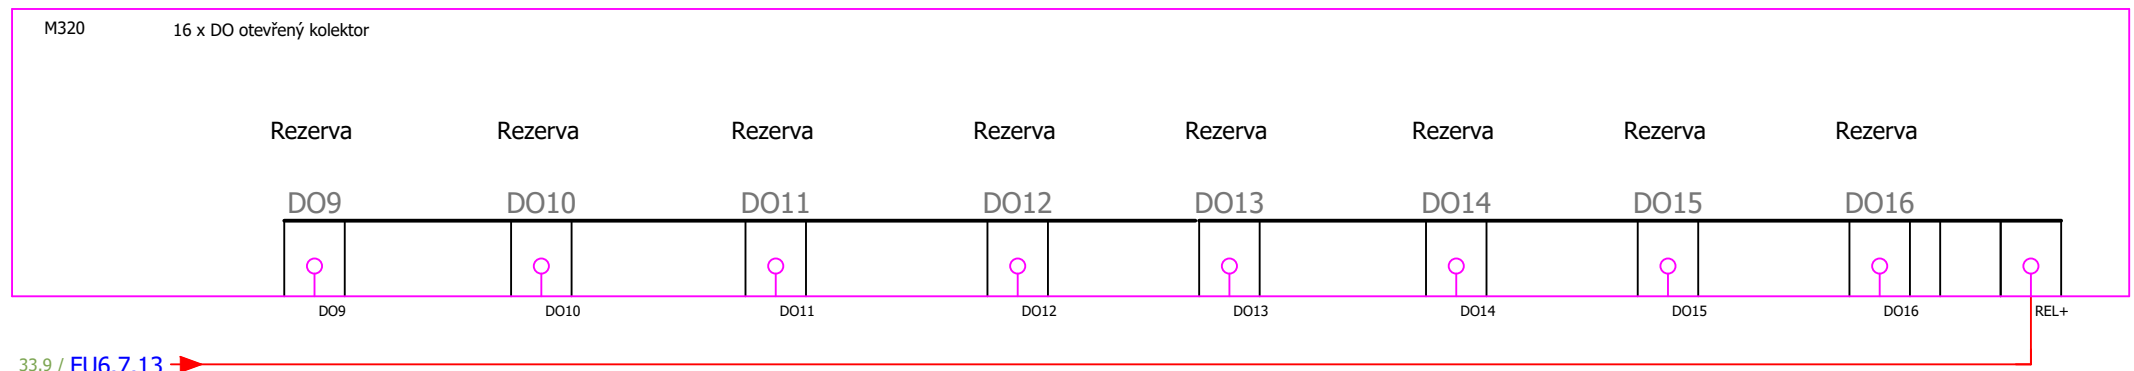 M320 16 x DO otevřený kolektor
Rezerva Rezerva Rezerva Rezerva Rezerva Rezerva Rezerva Rezerva
DO9 DO10 DO11 DO12 DO13 DO14 DO15 DO16
DO9 DO10 DO11 DO12 DO13 DO14 DO15 DO16 REL+
33.9 / FU6.7.13